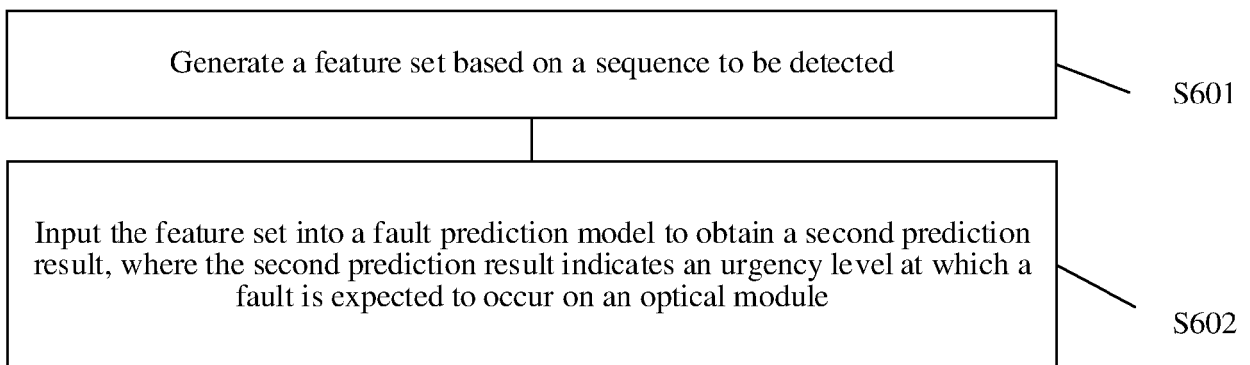 Generate a feature set based on a sequence to be detected
S601
Input the feature set into a fault prediction model to obtain a second prediction
result, where the second prediction result indicates an urgency level at which a
fault is expected to occur on an optical module
S602